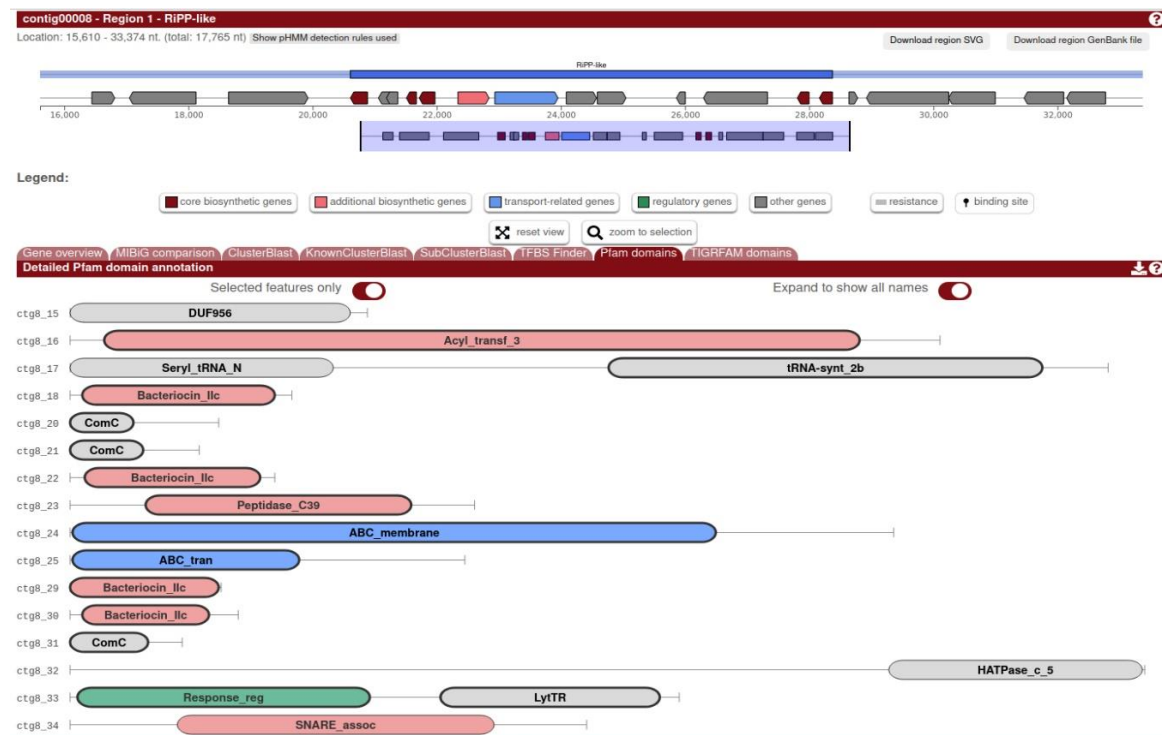 contig00008 - Region 1 - RiPP-like
Location: 15,610 - 33,374 nt. (total: 17,765 nt) Show pHMM detection rules used
Download region SVG Download region GenBank file
RiPP-like
16,000 18,000 20,000 22,000 24,000 26,000 28,000 30,000 32,000
Legend:
core biosynthetic genes additional biosynthetic genes transport-related genes regulatory genes other genes resistance binding site
reset view zoom to selection
Gene overview MIBiG comparison ClusterBlast KnownClusterBlast SubClusterBlast TFBS Finder Pfam domains TIGRFAM domains
Detailed Pfam domain annotation
Selected features only Expand to show all names
ctg8_15 DUF956
ctg8_16 Acyl_transf_3
ctg8_17 Seryl_tRNA_N tRNA-synt_2b
ctg8_18 Bacteriocin_IIc
ctg8_20 ComC
ctg8_21 ComC
ctg8_22 Bacteriocin_IIc
ctg8_23 Peptidase_C39
ctg8_24 ABC_membrane
ctg8_25 ABC_tran
ctg8_29 Bacteriocin_IIc
ctg8_30 Bacteriocin_IIc
ctg8_31 ComC
ctg8_32 HATPase_c_5
ctg8_33 Response_reg LytTR
ctg8_34 SNARE_assoc